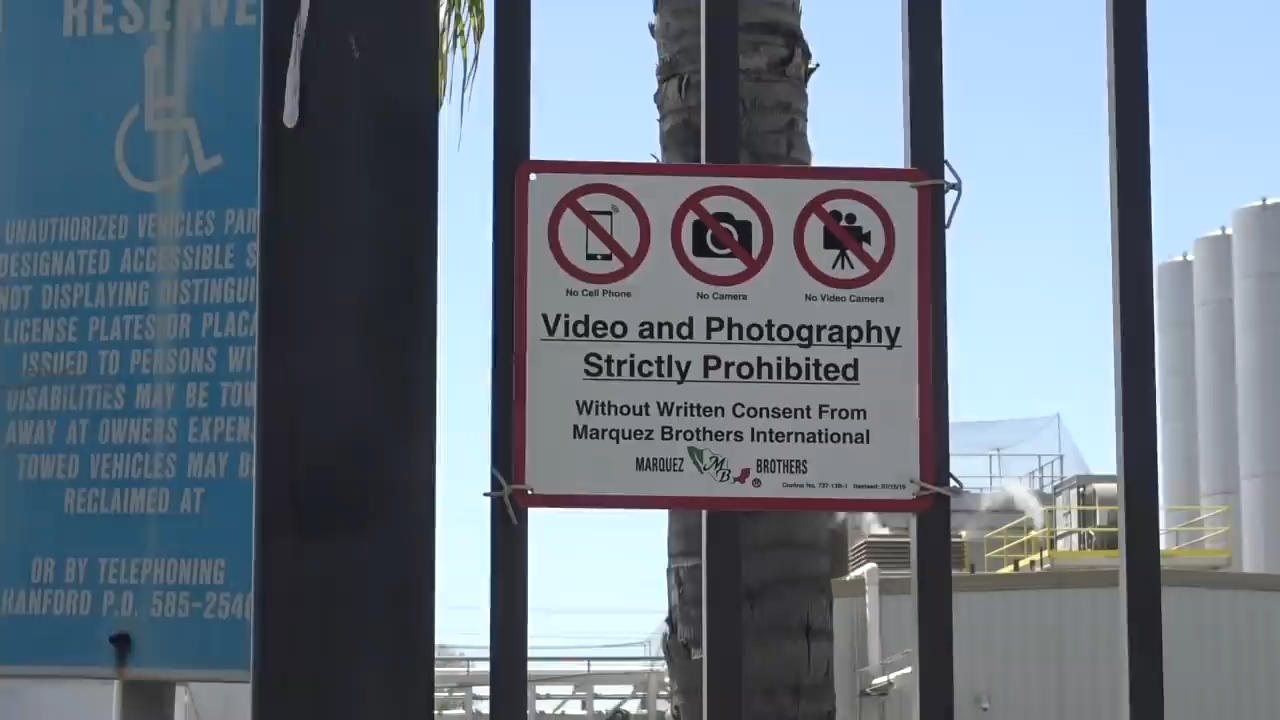 RESERVE
UNAUTHORIZED VEHICLES PAR
DESIGNATED ACCESSIBLE S
NOT DISPLAYING DISTINGUI
LICENSE PLATES OR PLACA
ISSUED TO PERSONS WI
DISABILITIES MAY BE TOW
AWAY AT OWNERS EXPEN
TOWED VEHICLES MAY B
RECLAIMED AT
OR BY TELEPHONING
HANFORD P.D. 585-254
No Cell Phone
No Camera
No Video Camera
Video and Photography
Strictly Prohibited
Without Written Consent From
Marquez Brothers International
MARQUEZ MB BROTHERS ®